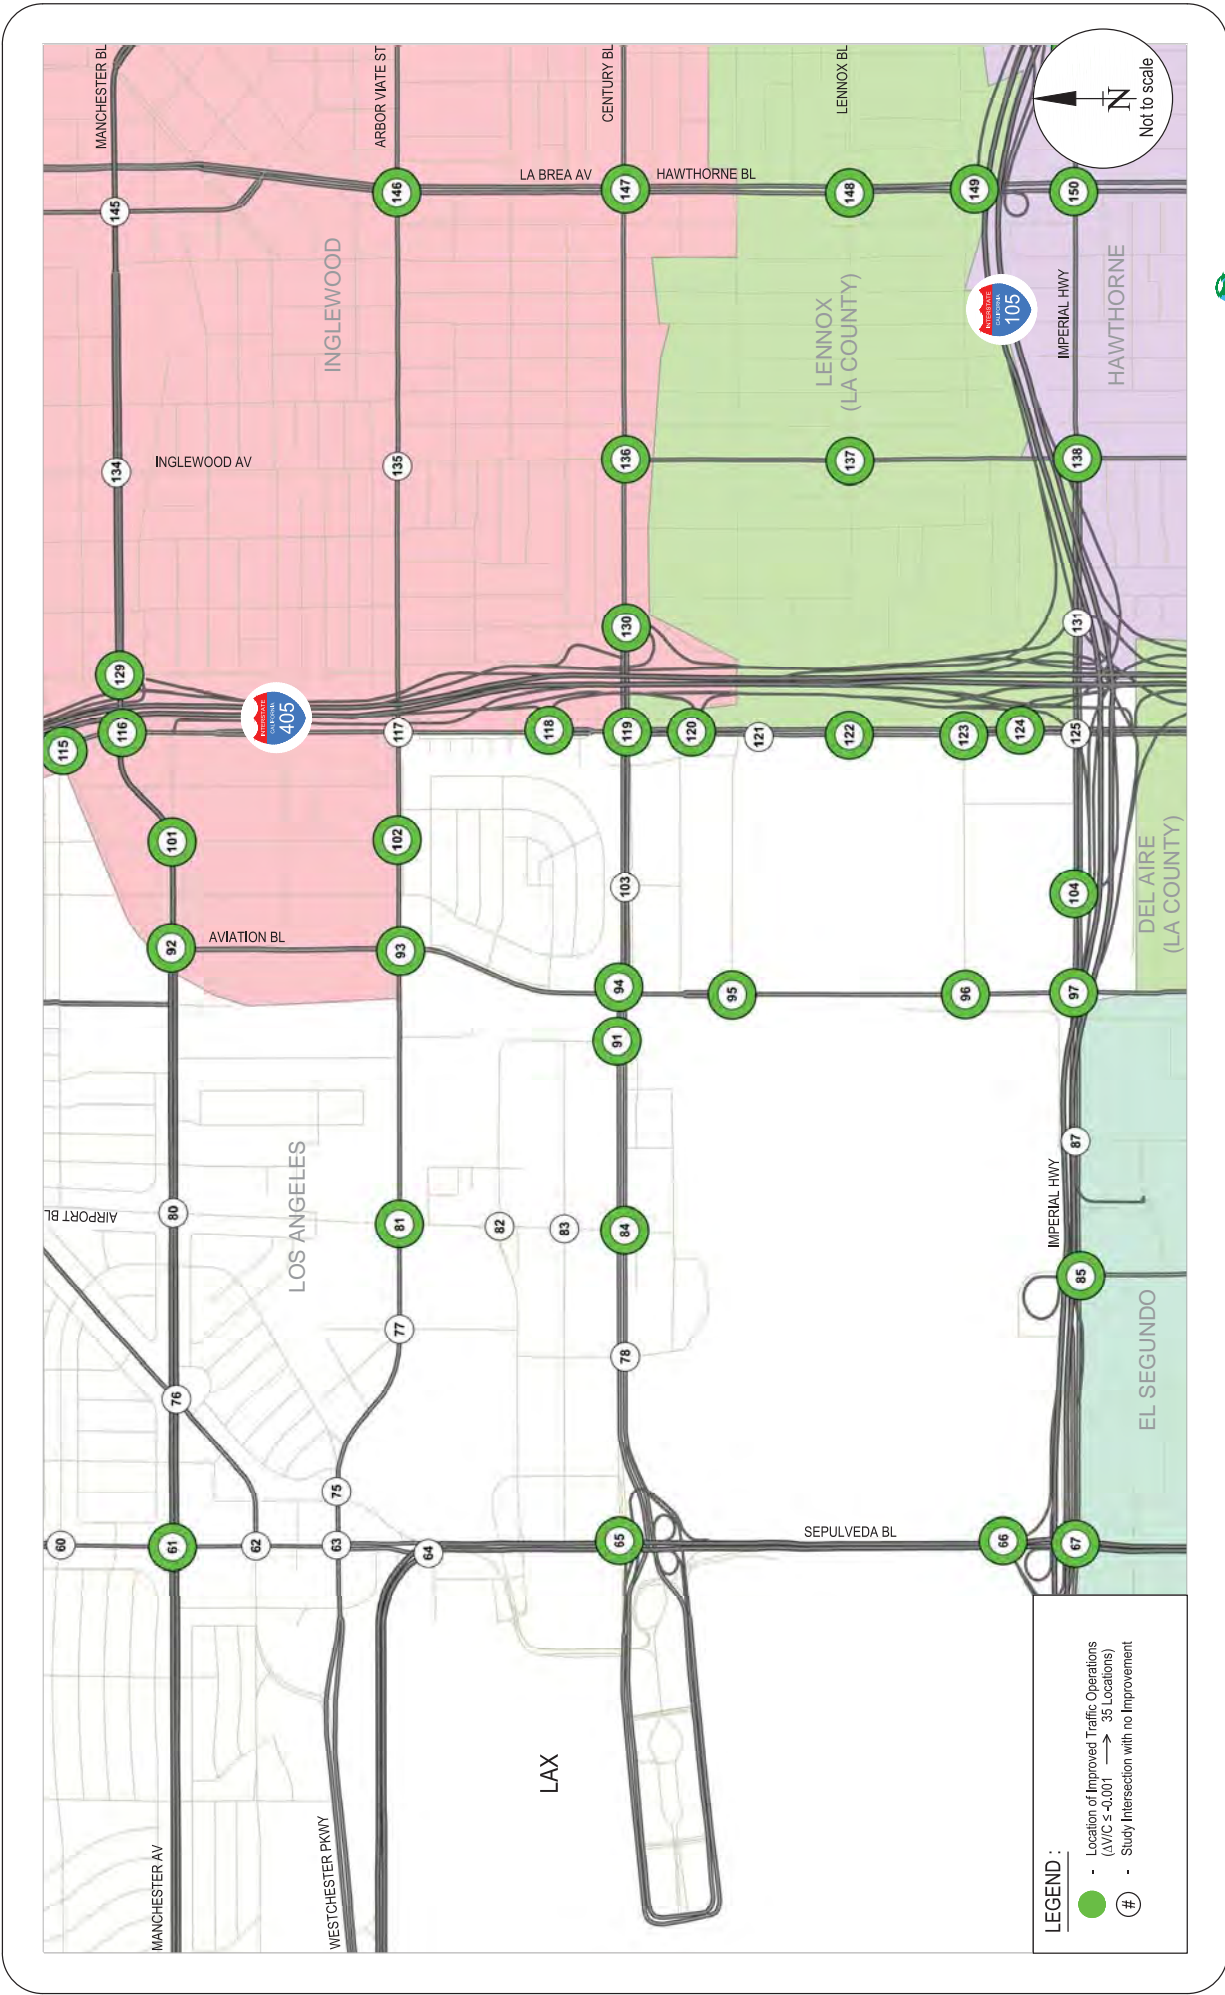 MANCHESTER BL
ARBOR VIATE ST
CENTURY BL
LENNOX BL
N
Not to scale
145
146
LA BREA AV
147
HAWTHORNE BL
148
149
150
INGLEWOOD
LENNOX
(LA COUNTY)
INTERSTATE
CALIFORNIA
105
IMPERIAL HWY
HAWTHORNE
134
INGLEWOOD AV
135
136
137
138
129
130
131
115
116
INTERSTATE
CALIFORNIA
405
117
118
119
120
121
122
123
124
125
101
102
103
104
DEL AIRE
(LA COUNTY)
92
AVIATION BL
93
94
95
96
97
91
LOS ANGELES
AIRPORT BL
80
81
82
83
84
87
IMPERIAL HWY
85
EL SEGUNDO
76
77
78
75
60
61
62
63
64
65
SEPULVEDA BL
66
67
LAX
MANCHESTER AV
WESTCHESTER PKWY
LEGEND :
- Location of Improved Traffic Operations
(ΔV/C ≤ -0.001 ⟶ 35 Locations)
# - Study Intersection with no Improvement